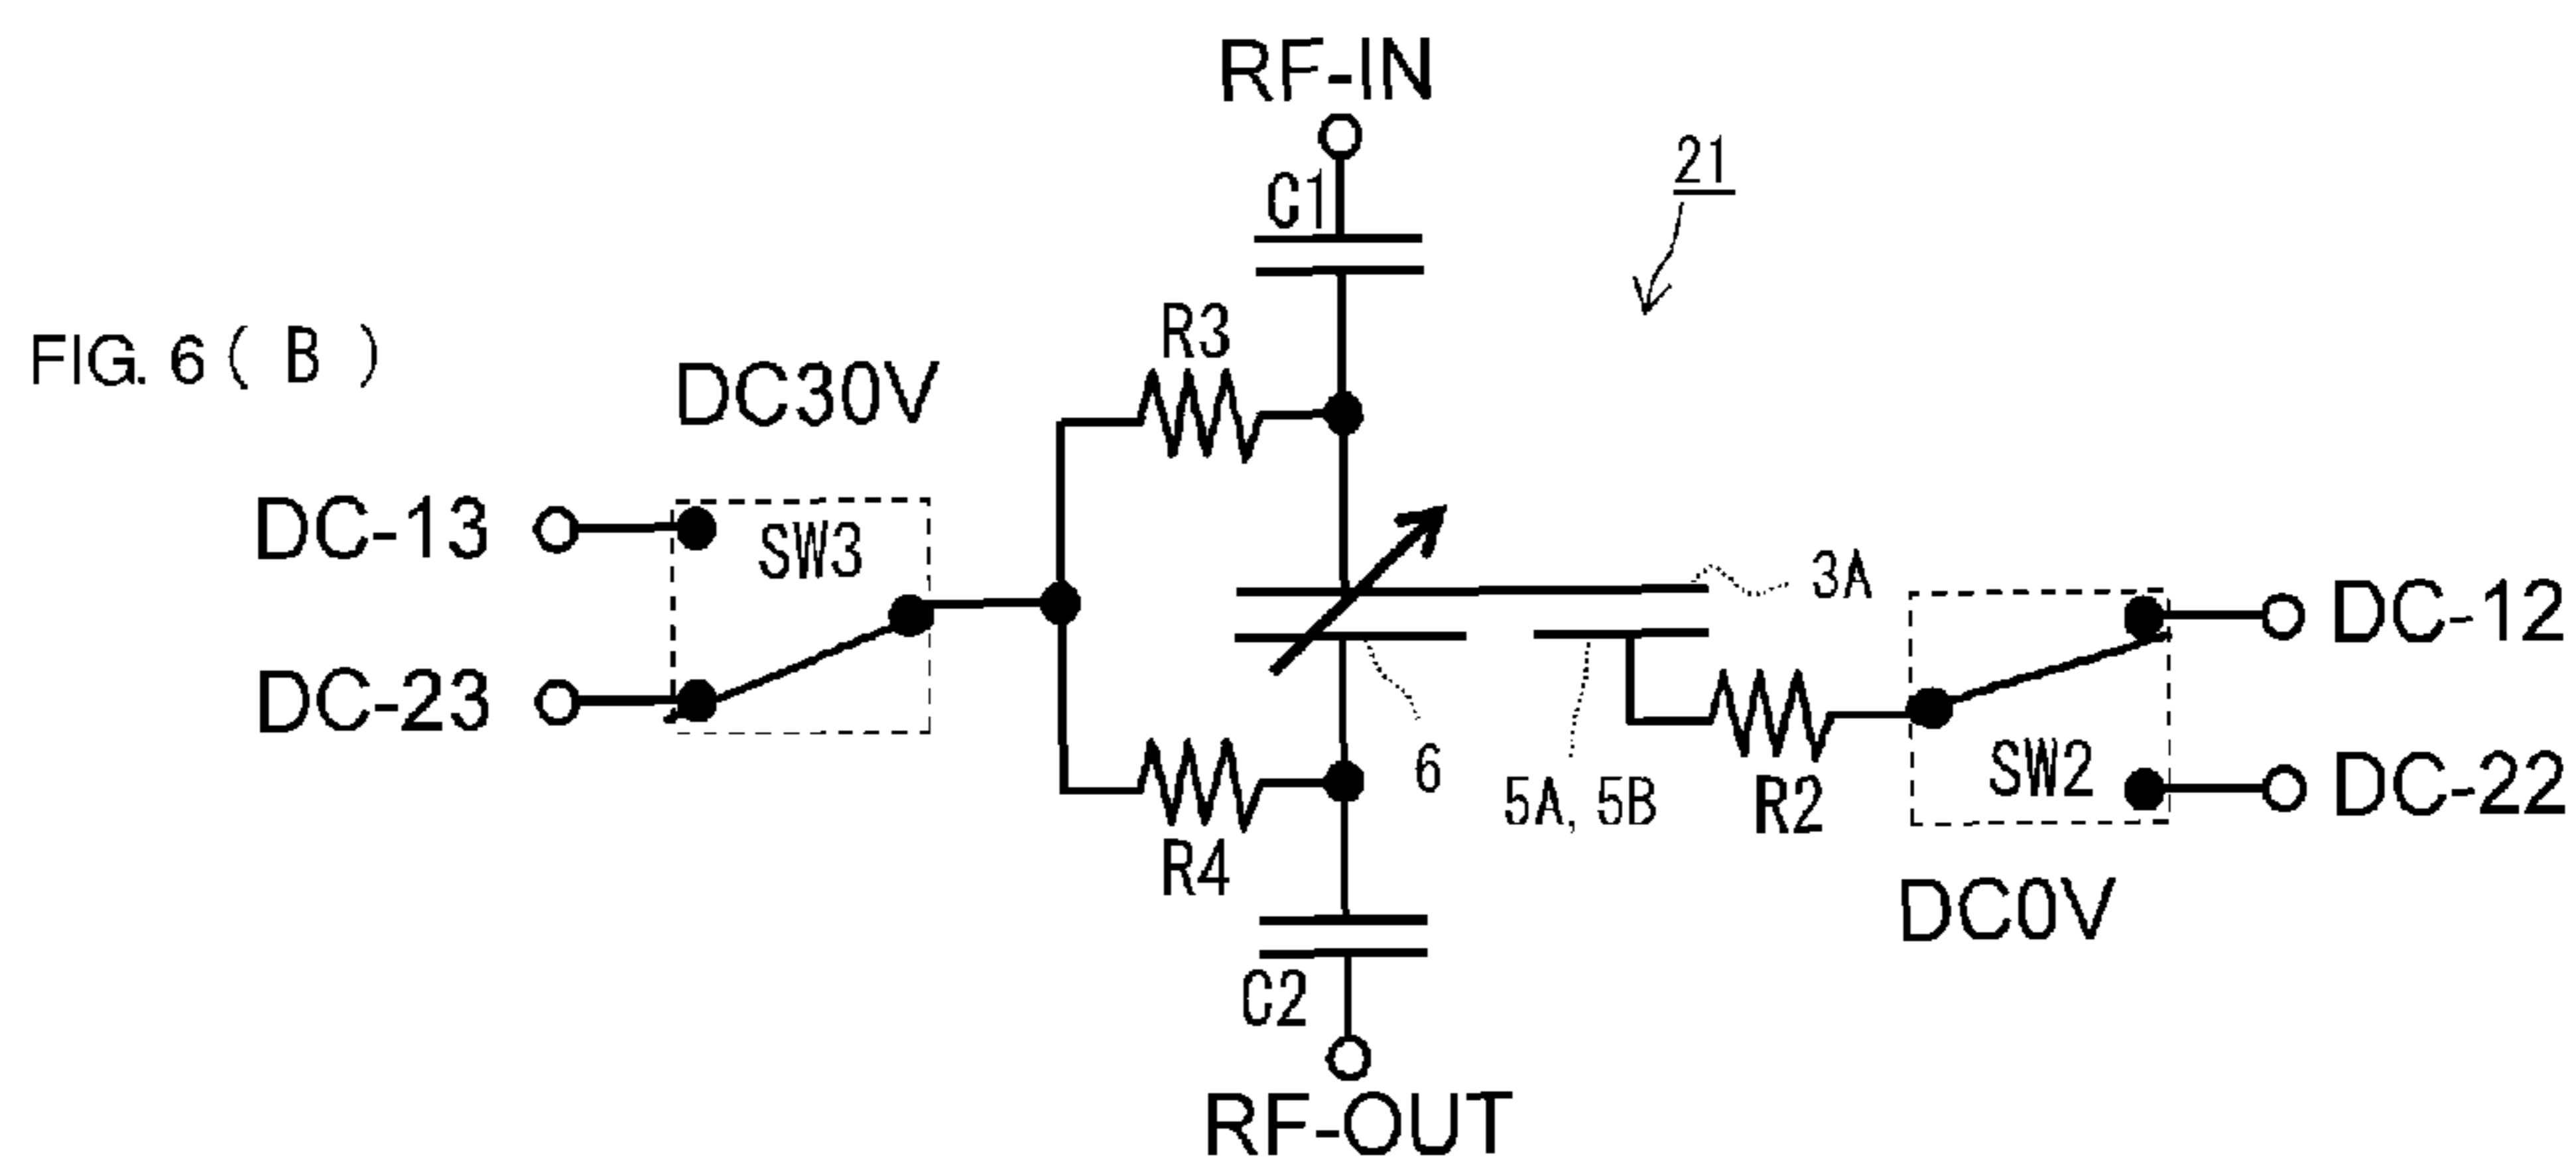 RF-IN
21
C1
FIG. 6 ( B )
R3
DC30V
DC-13
SW3
3A
DC-12
DC-23
6
5A, 5B
R2
SW2
DC-22
R4
DC0V
C2
RF-OUT